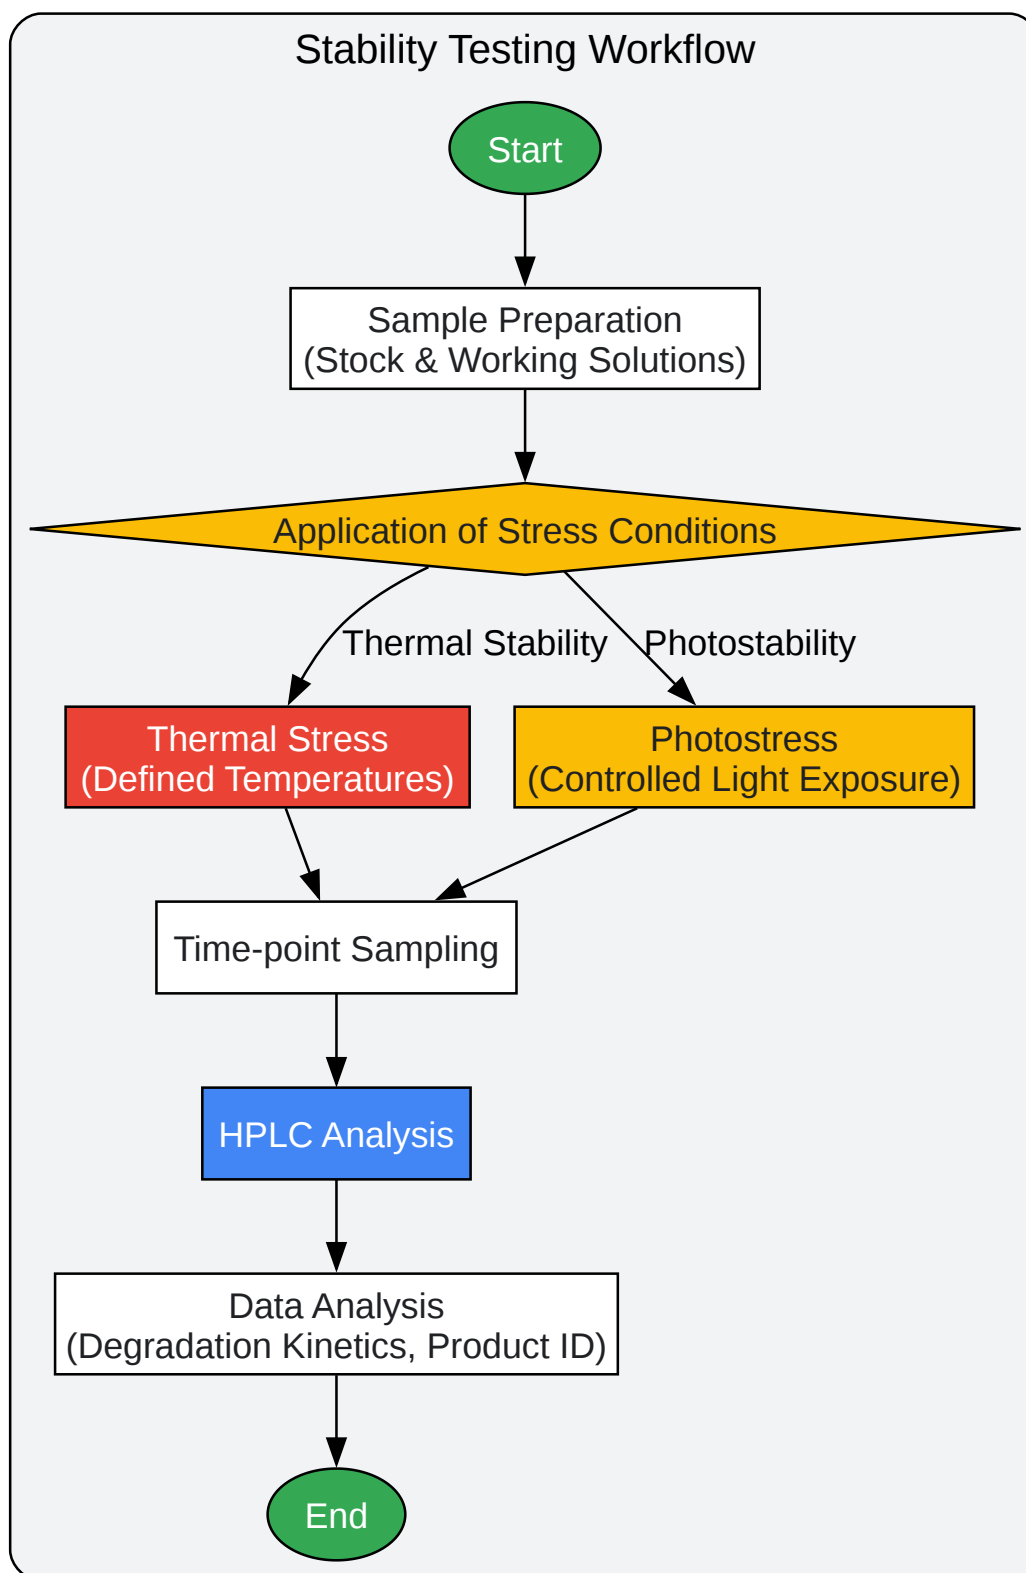 Stability Testing Workflow
Start
Sample Preparation
(Stock & Working Solutions)
Application of Stress Conditions
Thermal Stability
Photostability
Thermal Stress
(Defined Temperatures)
Photostress
(Controlled Light Exposure)
Time-point Sampling
HPLC Analysis
Data Analysis
(Degradation Kinetics, Product ID)
End